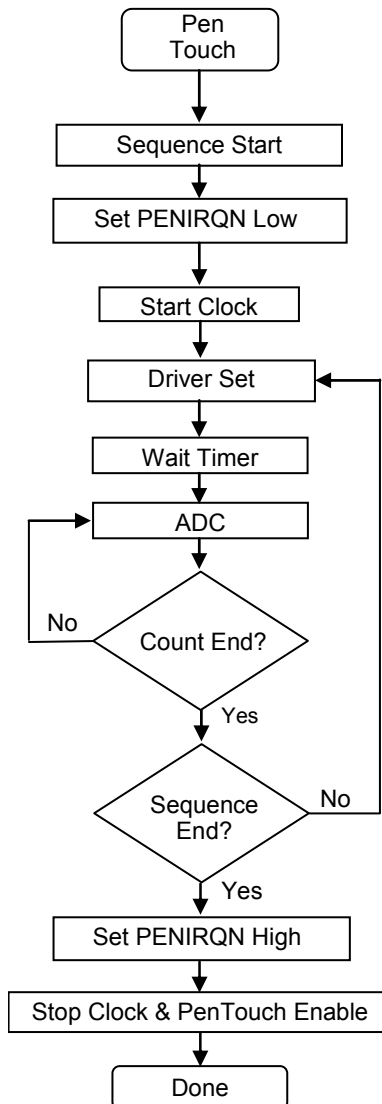 Pen
Touch
Sequence Start
Set PENIRQN Low
Start Clock
Driver Set
Wait Timer
ADC
No
Count End?
Yes
Sequence
End?
No
Yes
Set PENIRQN High
Stop Clock & PenTouch Enable
Done